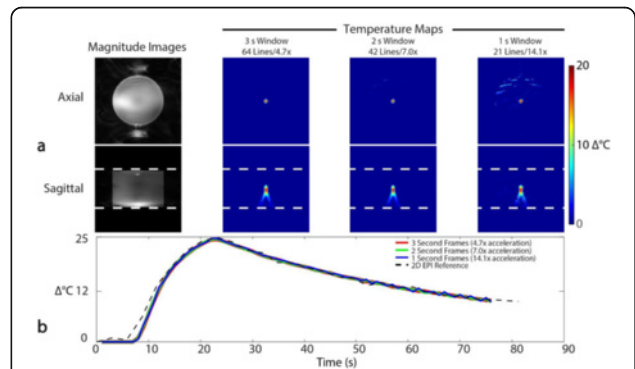 Temperature Maps
Magnitude Images
3 s Window
64 Lines/4.7x
2 s Window
42 Lines/7.0x
1 s Window
21 Lines/14.1x
Axial
a
Sagittal
20
10
Δ°C
0
25
Δ°C 12
0
b
3 Second Frames (4.7x acceleration)
2 Second Frames (7.0x acceleration)
1 Second Frames (14.1x acceleration)
2D EPI Reference
0 10 20 30 40 50 60 70 80 90
Time (s)